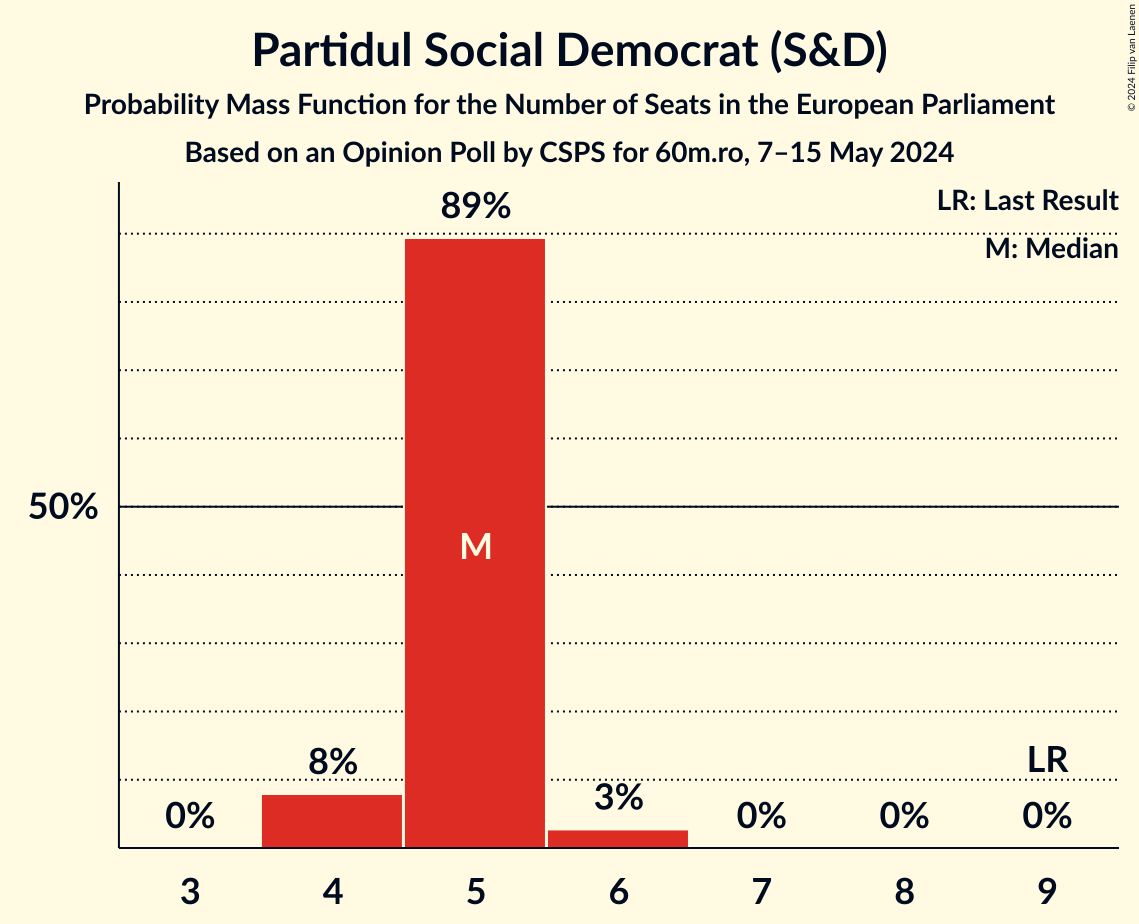 Partidul Social Democrat (S&D)
Probability Mass Function for the Number of Seats in the European Parliament
Based on an Opinion Poll by CSPS for 60m.ro, 7–15 May 2024
© 2024 Filip van Laenen
LR: Last Result
M: Median
89%
50%
M
8%
3%
LR
0%
0%
0%
0%
3
4
5
6
7
8
9